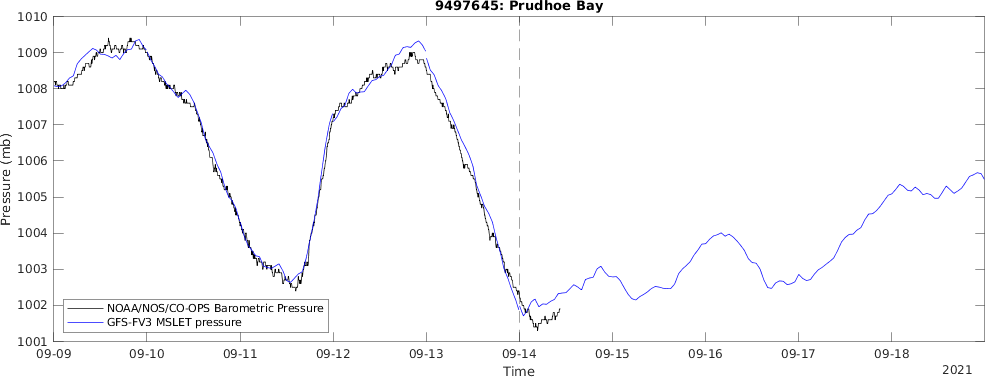 9497645: Prudhoe Bay
1010
1009
1008
1007
1006
1005
1004
1003
1002
1001
Pressure (mb)
NOAA/NOS/CO-OPS Barometric Pressure
GFS-FV3 MSLET pressure
09-09 09-10 09-11 09-12 09-13 09-14 09-15 09-16 09-17 09-18
Time
2021